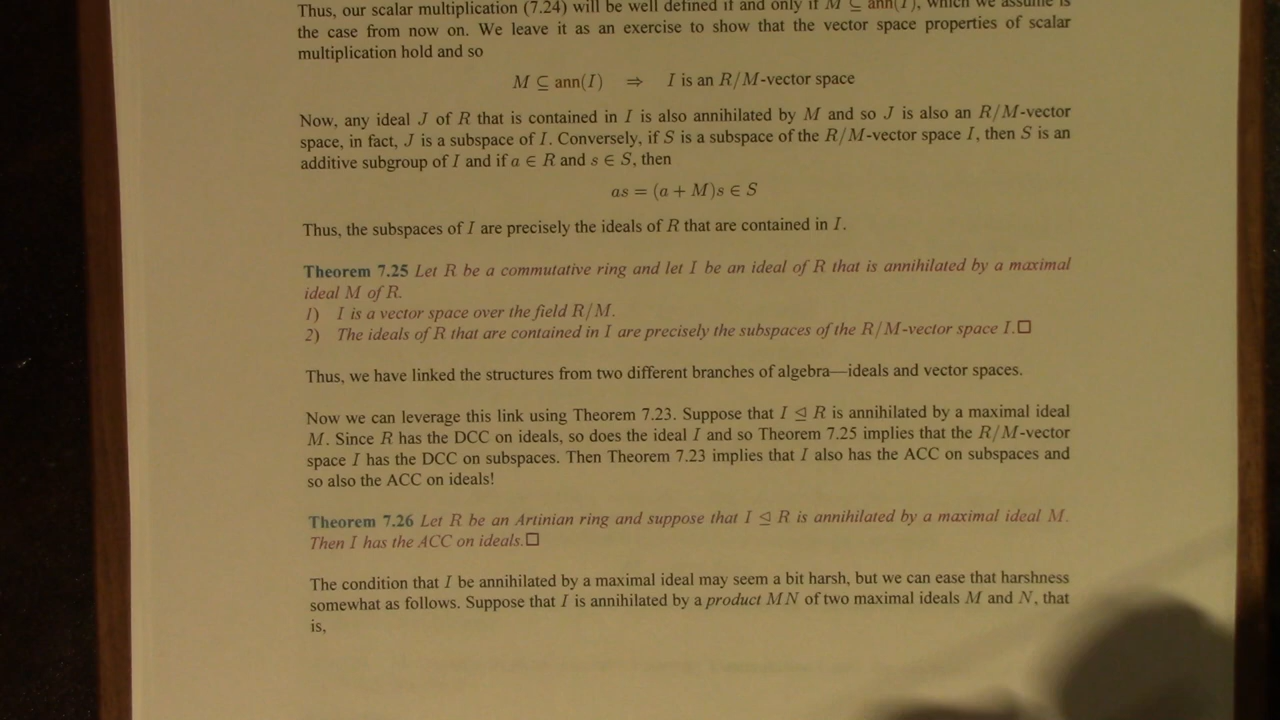 Thus, our scalar multiplication (7.24) will be well defined if and only if M ⊆ ann(I), which we assume is
the case from now on. We leave it as an exercise to show that the vector space properties of scalar
multiplication hold and so
M ⊆ ann(I) ⇒ I is an R/M-vector space
Now, any ideal J of R that is contained in I is also annihilated by M and so J is also an R/M-vector
space, in fact, J is a subspace of I. Conversely, if S is a subspace of the R/M-vector space I, then S is an
additive subgroup of I and if a ∈ R and s ∈ S, then
as = (a + M)s ∈ S
Thus, the subspaces of I are precisely the ideals of R that are contained in I.
Theorem 7.25 Let R be a commutative ring and let I be an ideal of R that is annihilated by a maximal
ideal M of R.
1) I is a vector space over the field R/M.
2) The ideals of R that are contained in I are precisely the subspaces of the R/M-vector space I.□
Thus, we have linked the structures from two different branches of algebra—ideals and vector spaces.
Now we can leverage this link using Theorem 7.23. Suppose that I ⊴ R is annihilated by a maximal ideal
M. Since R has the DCC on ideals, so does the ideal I and so Theorem 7.25 implies that the R/M-vector
space I has the DCC on subspaces. Then Theorem 7.23 implies that I also has the ACC on subspaces and
so also the ACC on ideals!
Theorem 7.26 Let R be an Artinian ring and suppose that I ⊴ R is annihilated by a maximal ideal M.
Then I has the ACC on ideals.□
The condition that I be annihilated by a maximal ideal may seem a bit harsh, but we can ease that harshness
somewhat as follows. Suppose that I is annihilated by a product MN of two maximal ideals M and N, that
is,